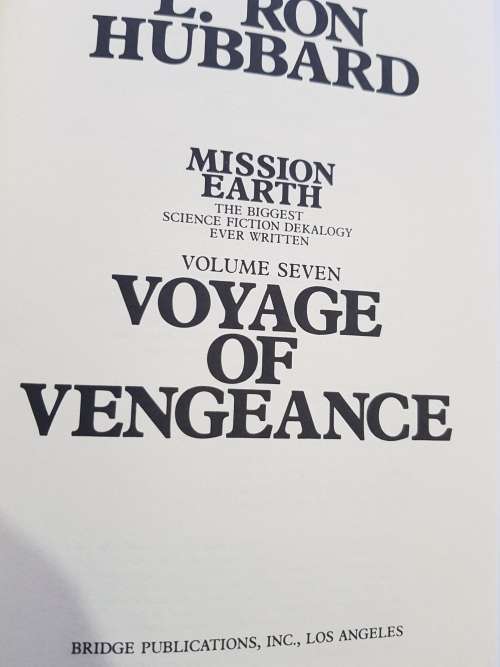 L. RON
HUBBARD
MISSION
EARTH
THE BIGGEST
SCIENCE FICTION DEKALOGY
EVER WRITTEN
VOLUME SEVEN
VOYAGE
OF
VENGEANCE
BRIDGE PUBLICATIONS, INC., LOS ANGELES